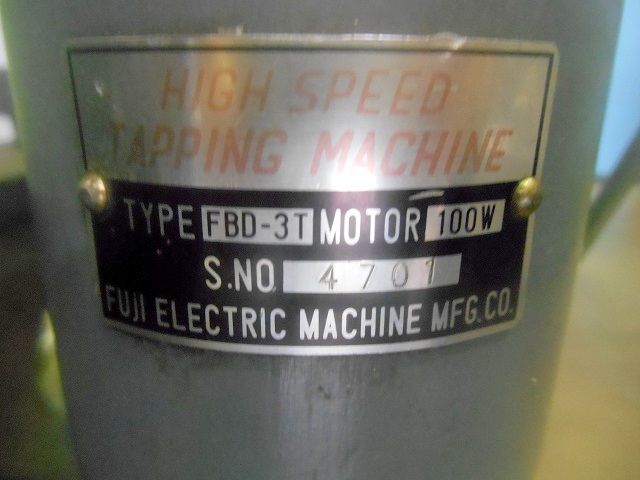 HIGH SPEED
TAPPING MACHINE
TYPE FBD-3T MOTOR 100W
S.NO 4701
FUJI ELECTRIC MACHINE MFG.CO.